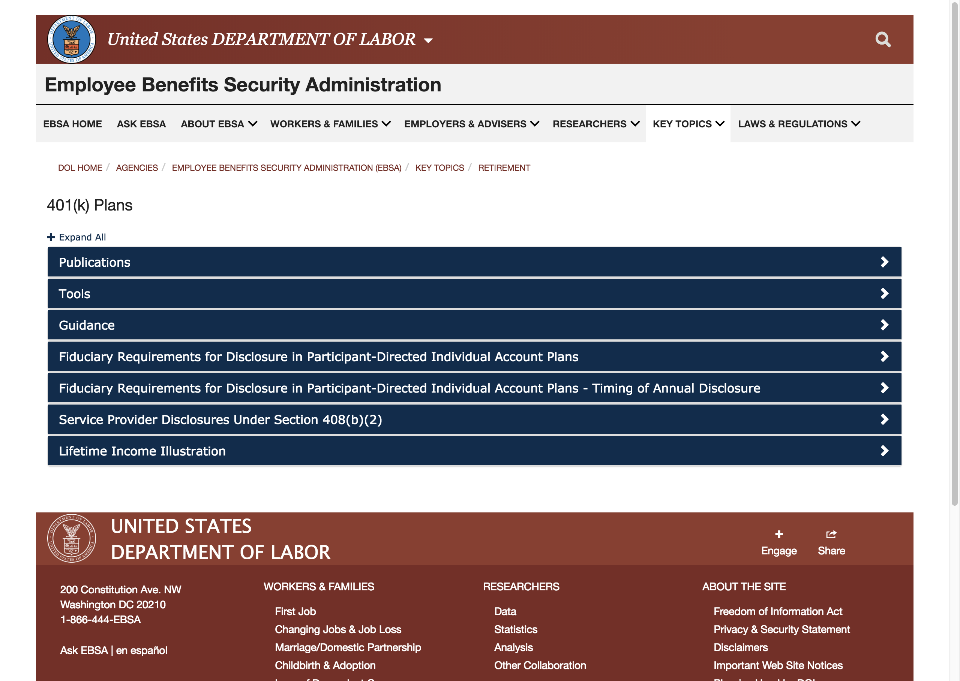 United States DEPARTMENT OF LABOR
Employee Benefits Security Administration
EBSA HOME ASK EBSA ABOUT EBSA WORKERS & FAMILIES EMPLOYERS & ADVISERS RESEARCHERS KEY TOPICS LAWS & REGULATIONS
DOL HOME / AGENCIES / EMPLOYEE BENEFITS SECURITY ADMINISTRATION (EBSA) / KEY TOPICS / RETIREMENT
401(k) Plans
+ Expand All
Publications
Tools
Guidance
Fiduciary Requirements for Disclosure in Participant-Directed Individual Account Plans
Fiduciary Requirements for Disclosure in Participant-Directed Individual Account Plans - Timing of Annual Disclosure
Service Provider Disclosures Under Section 408(b)(2)
Lifetime Income Illustration
UNITED STATES
DEPARTMENT OF LABOR
Engage Share
200 Constitution Ave. NW
Washington DC 20210
1-866-444-EBSA
Ask EBSA | en español
WORKERS & FAMILIES
First Job
Changing Jobs & Job Loss
Marriage/Domestic Partnership
Childbirth & Adoption
RESEARCHERS
Data
Statistics
Analysis
Other Collaboration
ABOUT THE SITE
Freedom of Information Act
Privacy & Security Statement
Disclaimers
Important Web Site Notices